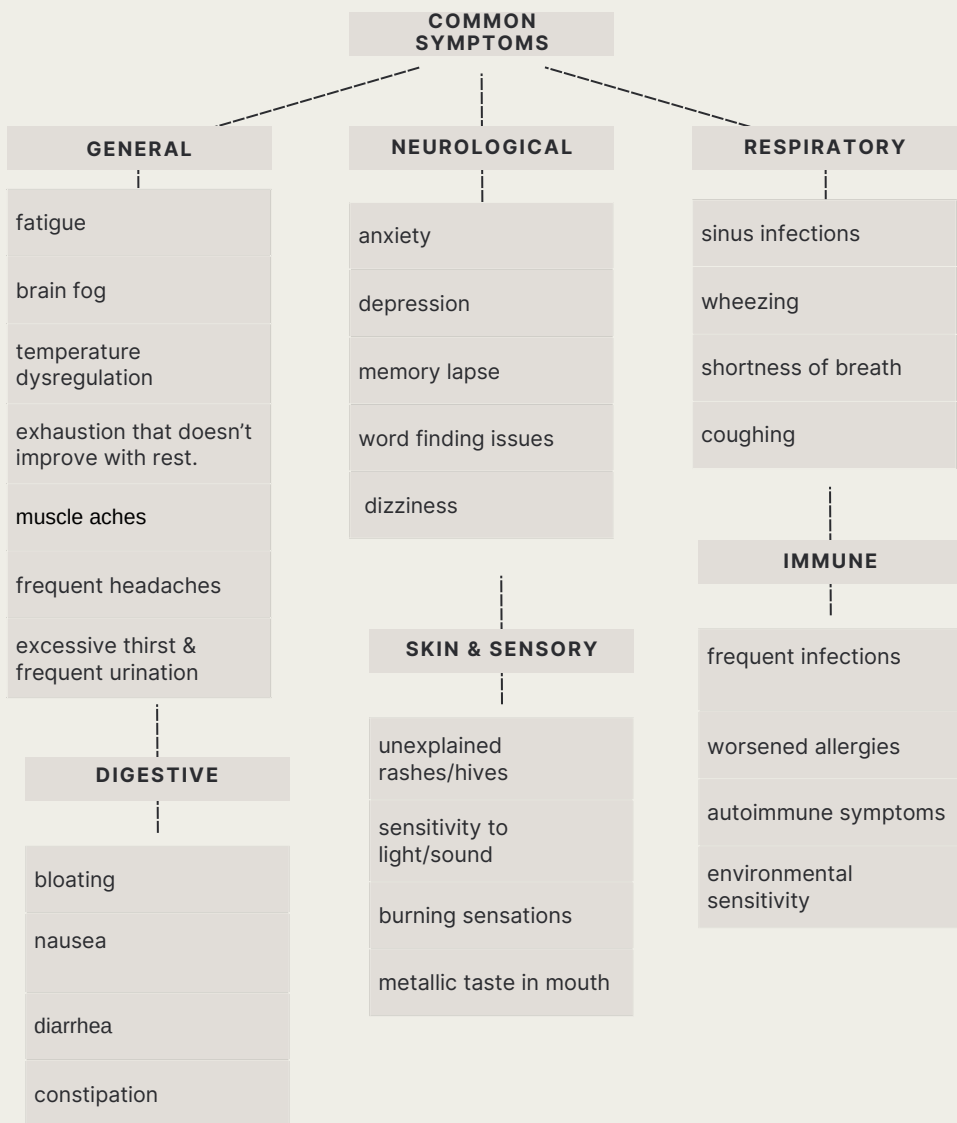 COMMON
SYMPTOMS
GENERAL
fatigue
brain fog
temperature
dysregulation
exhaustion that doesn’t
improve with rest.
muscle aches
frequent headaches
excessive thirst &
frequent urination
DIGESTIVE
bloating
nausea
diarrhea
constipation
NEUROLOGICAL
anxiety
depression
memory lapse
word finding issues
dizziness
SKIN & SENSORY
unexplained
rashes/hives
sensitivity to
light/sound
burning sensations
metallic taste in mouth
RESPIRATORY
sinus infections
wheezing
shortness of breath
coughing
IMMUNE
frequent infections
worsened allergies
autoimmune symptoms
environmental
sensitivity